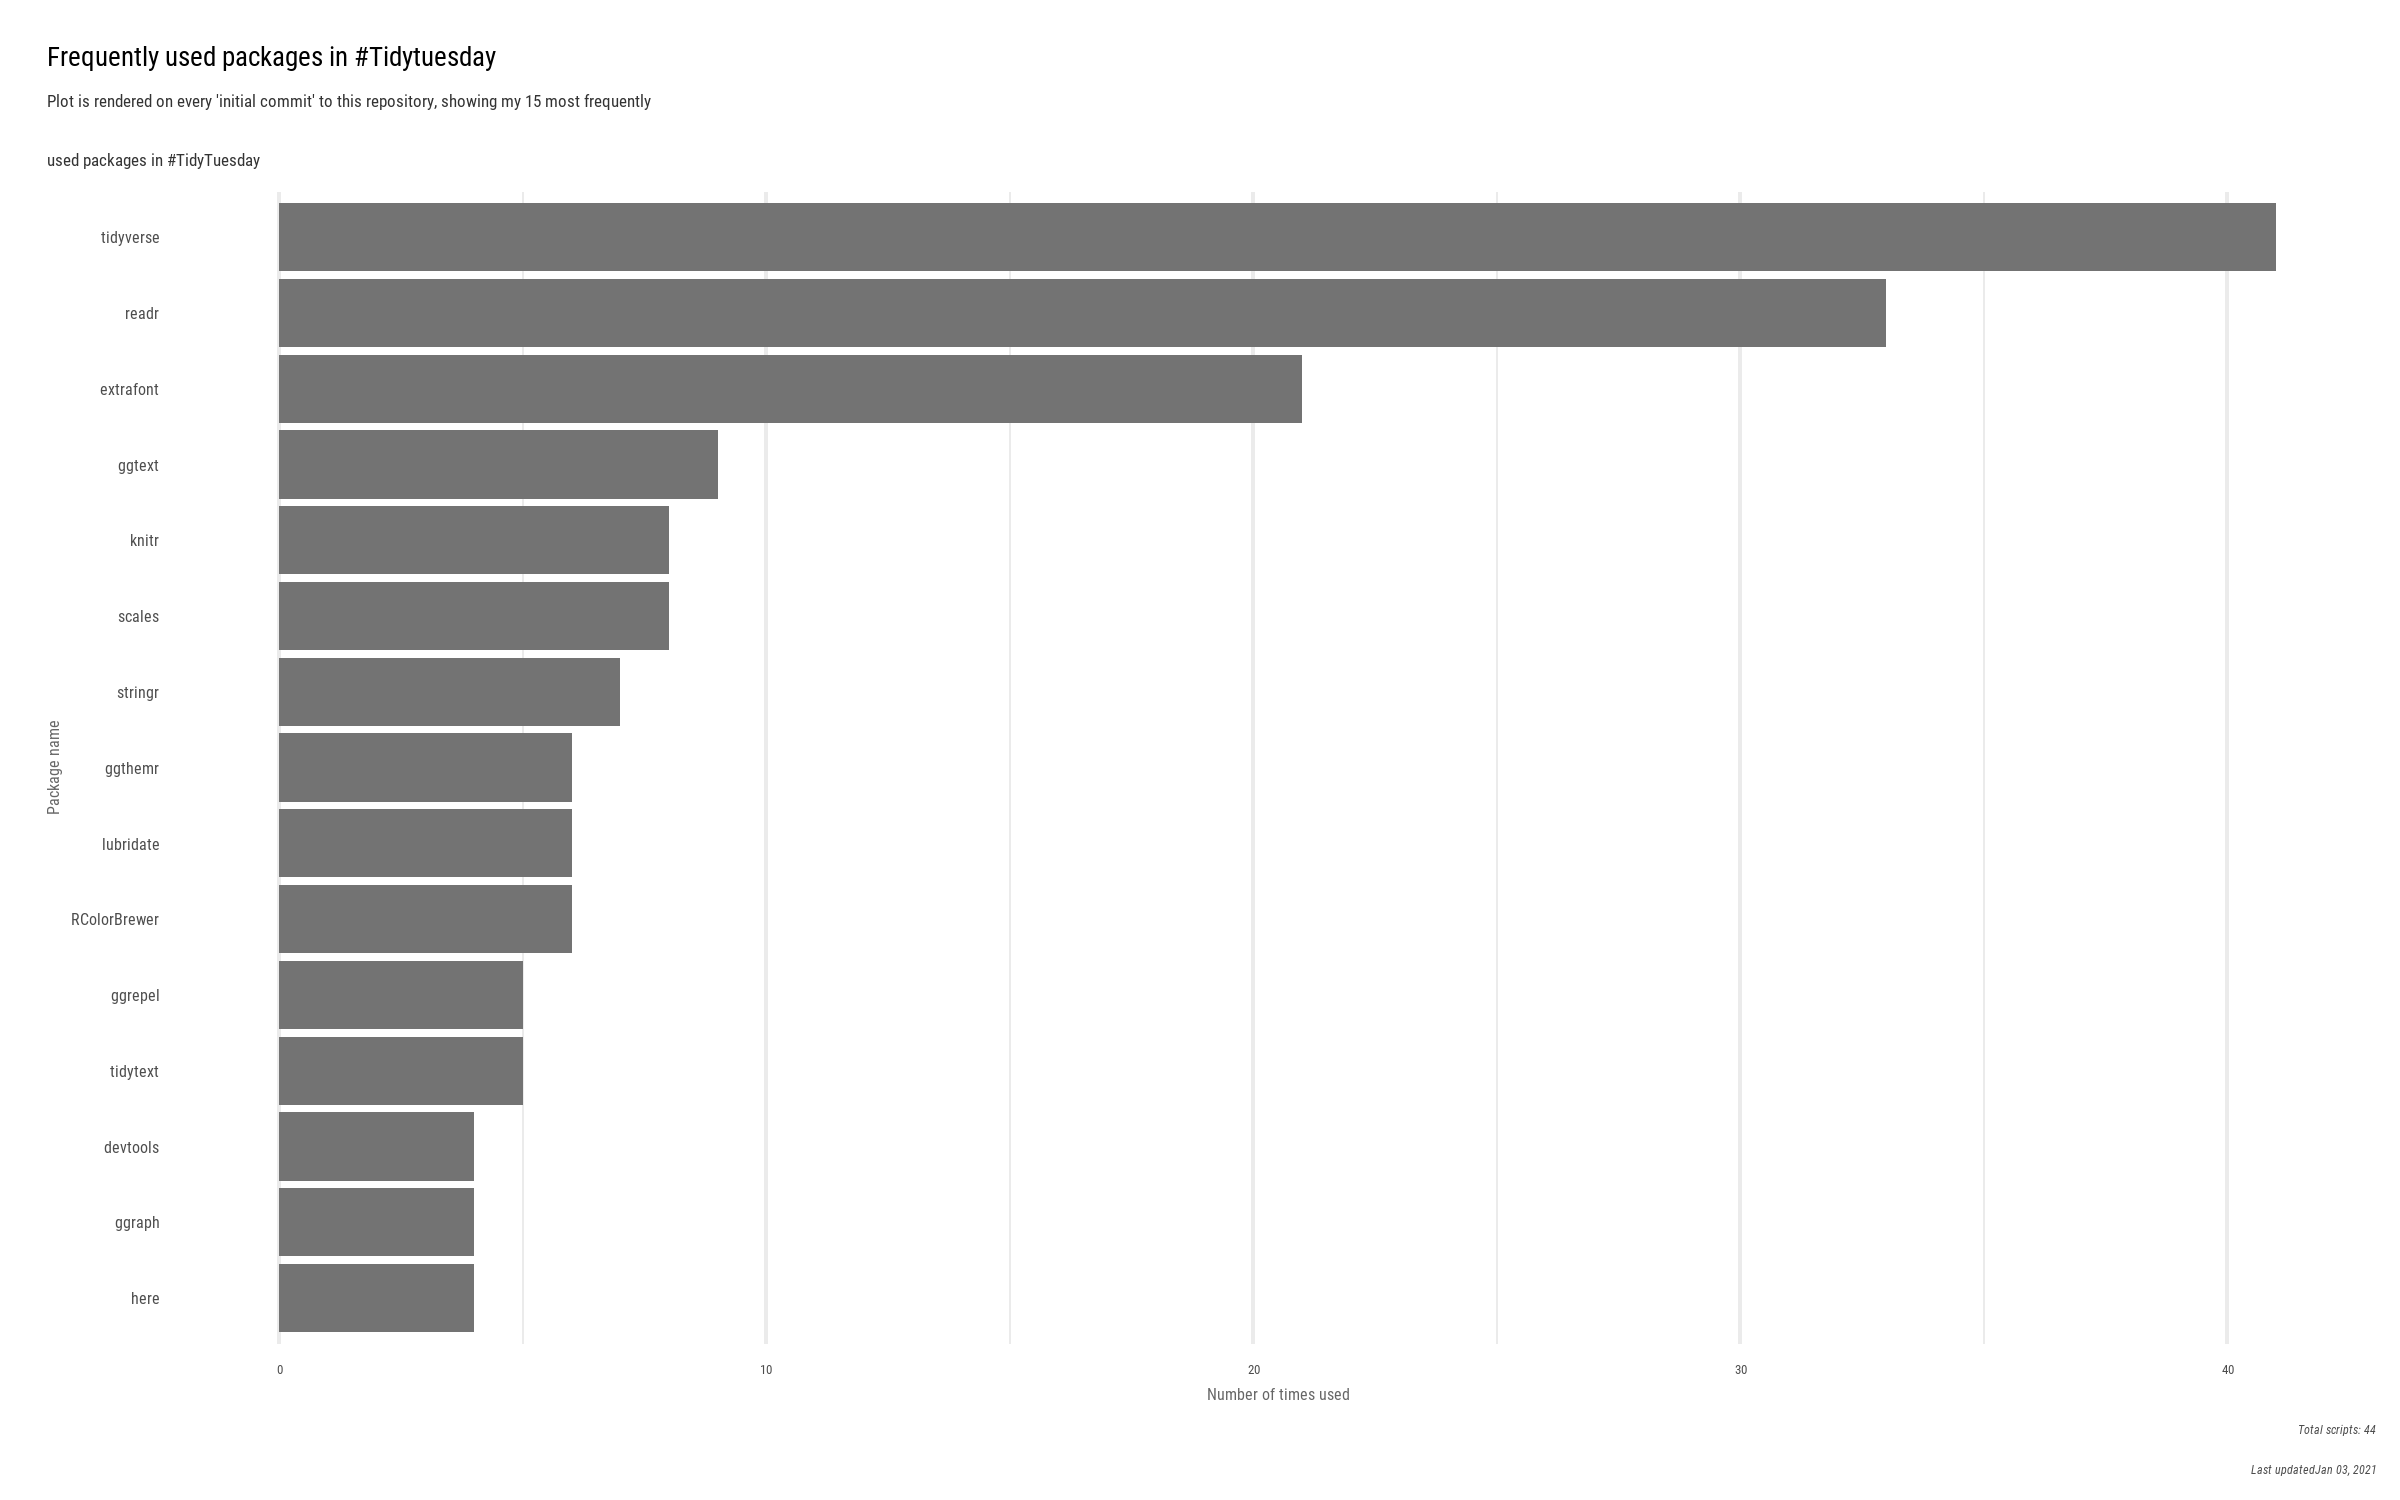 Frequently used packages in #Tidytuesday
Plot is rendered on every 'initial commit' to this repository, showing my 15 most frequently
used packages in #TidyTuesday
Package name
tidyverse
readr
extrafont
ggtext
knitr
scales
stringr
ggthemr
lubridate
RColorBrewer
ggrepel
tidytext
devtools
ggraph
here
0 10 20 30 40
Number of times used
Total scripts: 44
Last updatedJan 03, 2021